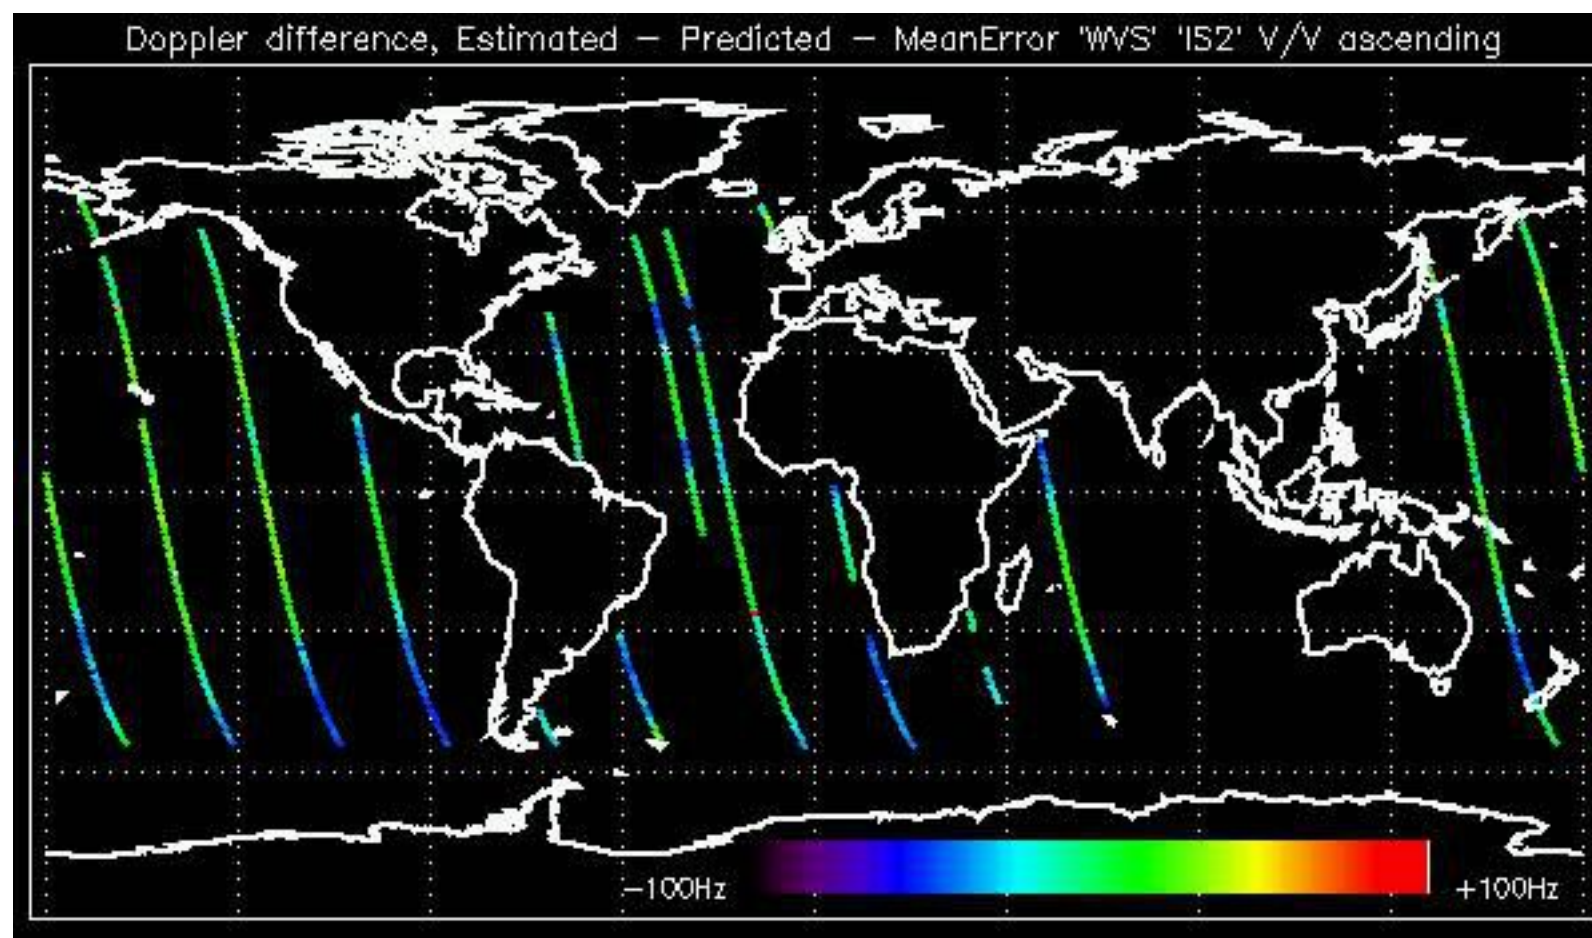 Doppler difference, Estimated − Predicted − MeanError 'WVS' 'IS2' V/V ascending
−100Hz
+100Hz